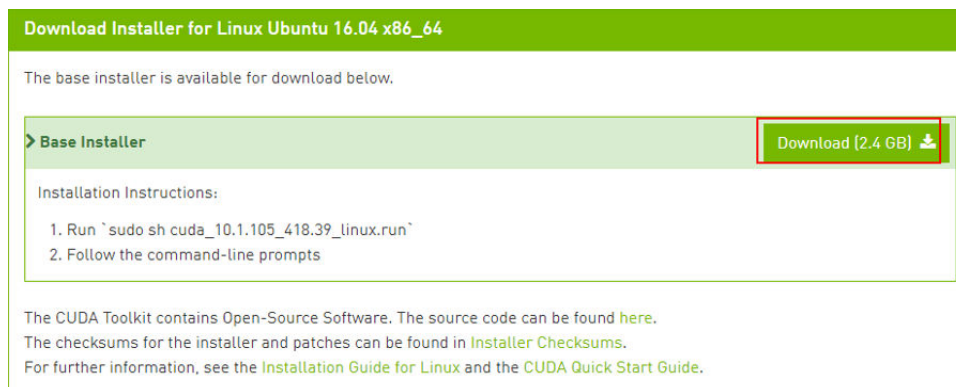 Download Installer for Linux Ubuntu 16.04 x86_64
The base installer is available for download below.
Base Installer
Download (2.4 GB)
Installation Instructions:
1. Run `sudo sh cuda_10.1.105_418.39_linux.run`
2. Follow the command-line prompts
The CUDA Toolkit contains Open-Source Software. The source code can be found here.
The checksums for the installer and patches can be found in Installer Checksums.
For further information, see the Installation Guide for Linux and the CUDA Quick Start Guide.